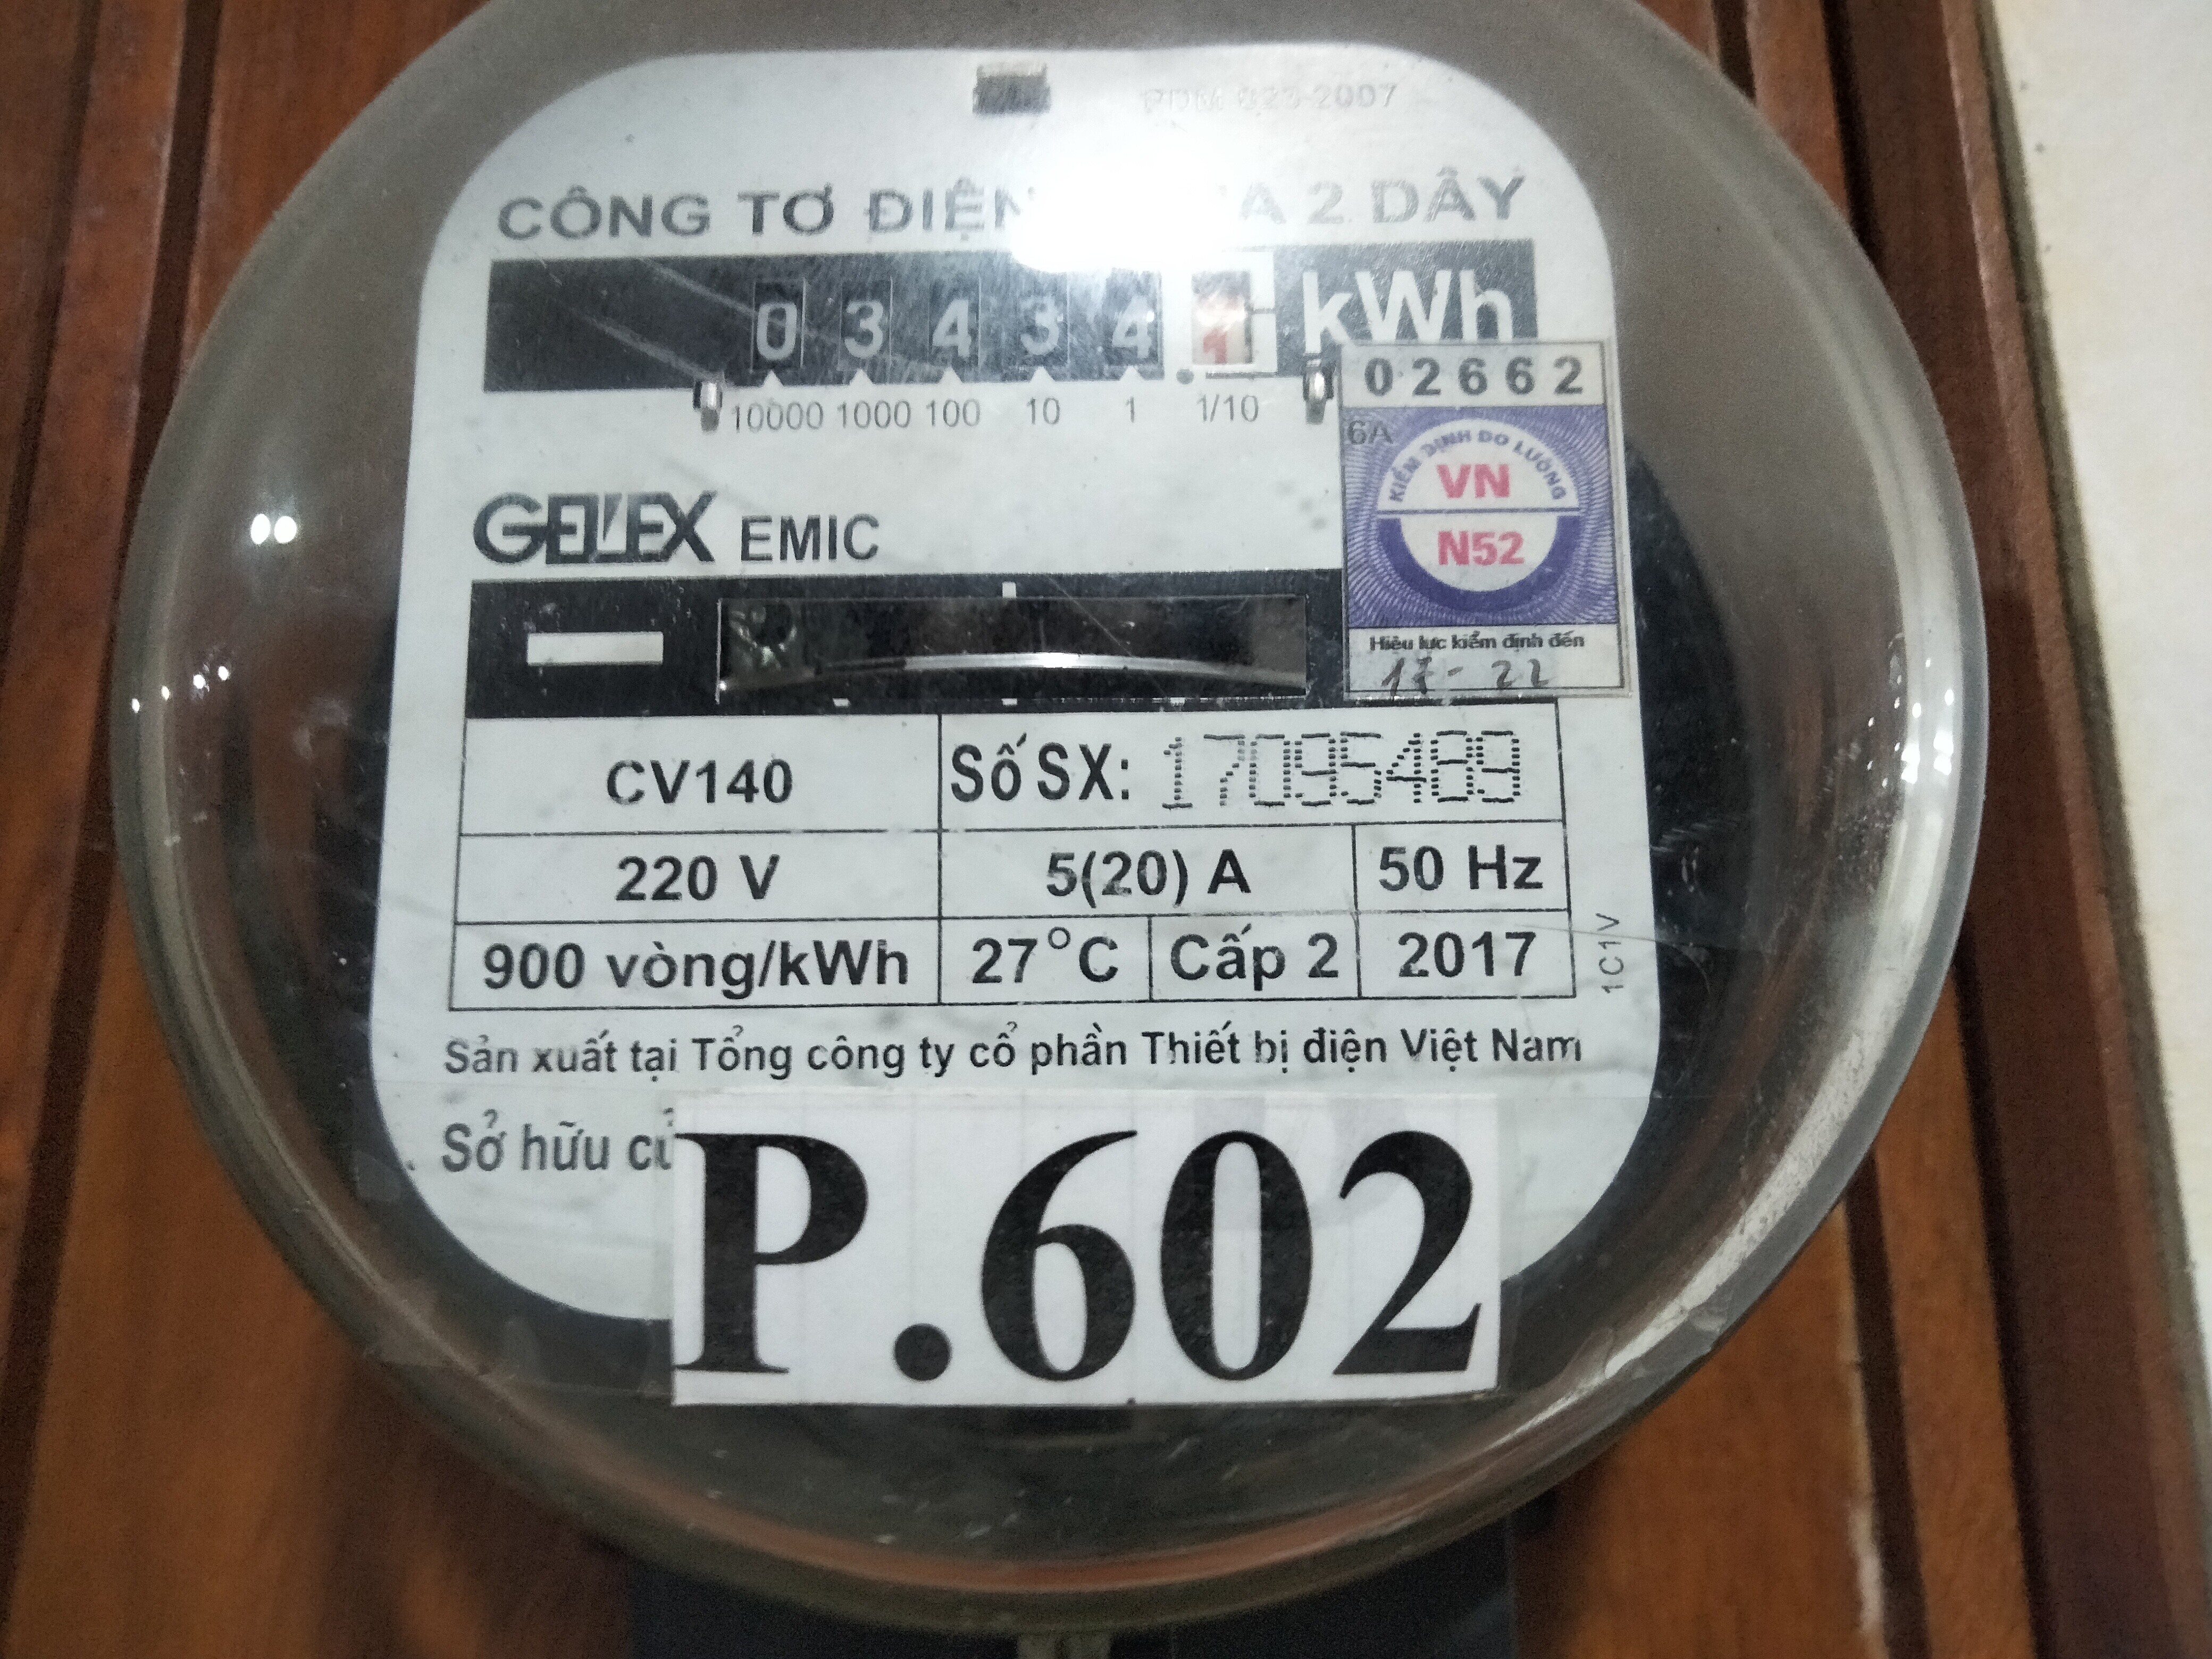 PDM 023-2007
CÔNG TƠ ĐIỆN A 2 DÂY
0 3 4 3 4 kWh
10000 1000 100 10 1 1/10
02662
6A
KIỂM ĐỊNH ĐO LƯỜNG
VN
N52
Hiệu lực kiểm định đến
17-22
GELEX EMIC
CV140 Số SX: 17095489
220 V 5(20) A 50 Hz
900 vòng/kWh 27°C Cấp 2 2017
1C1V
Sản xuất tại Tổng công ty cổ phần Thiết bị điện Việt Nam
Sở hữu
P.602